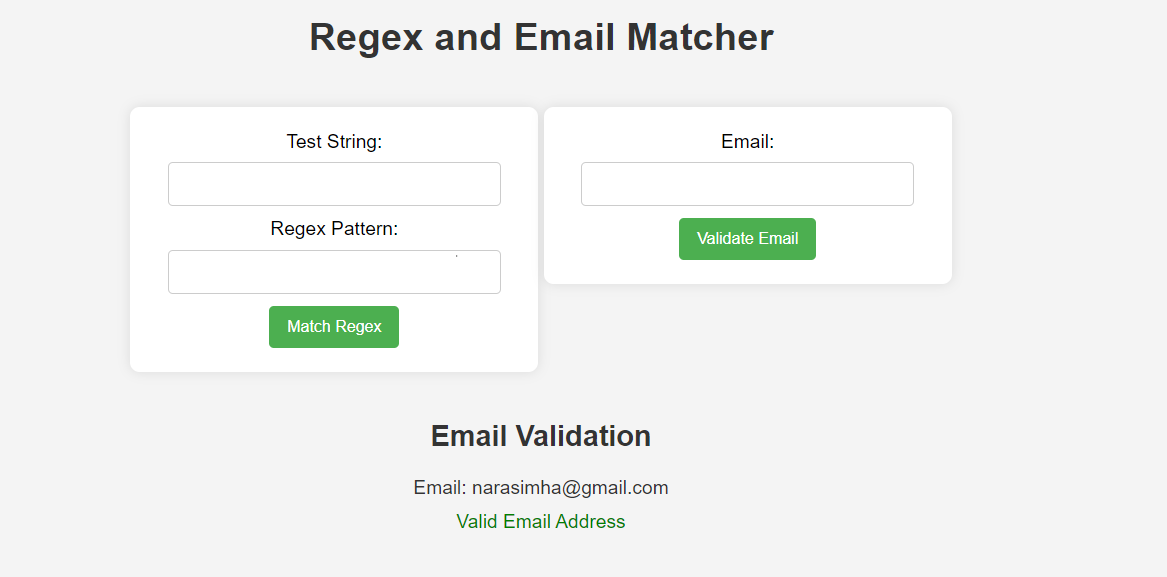 Regex and Email Matcher
Test String:
Regex Pattern:
Match Regex
Email:
Validate Email
Email Validation
Email: narasimha@gmail.com
Valid Email Address